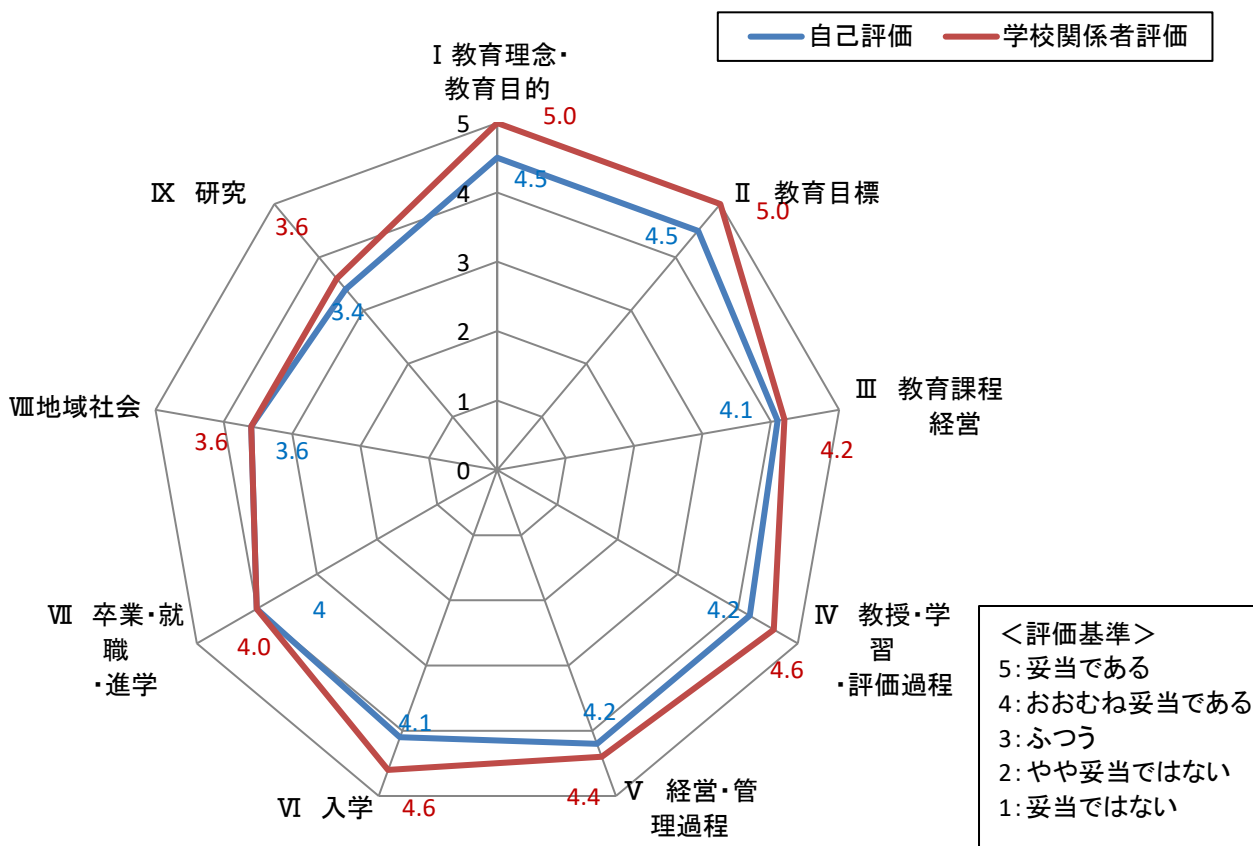 自己評価 学校関係者評価
Ⅰ 教育理念・
教育目的
5.0
4.5
Ⅱ 教育目標
5.0
4.5
Ⅲ 教育課程
経営
4.1
4.2
Ⅳ 教授・学
習
・評価過程
4.2
4.6
Ⅴ 経営・管
理過程
4.2
4.4
Ⅵ 入学
4.1
4.6
Ⅶ 卒業・就
職
・進学
4
4.0
Ⅷ地域社会
3.6
3.6
Ⅸ 研究
3.6
3.4
5
4
3
2
1
0
＜評価基準＞
5：妥当である
4：おおむね妥当である
3：ふつう
2：やや妥当ではない
1：妥当ではない